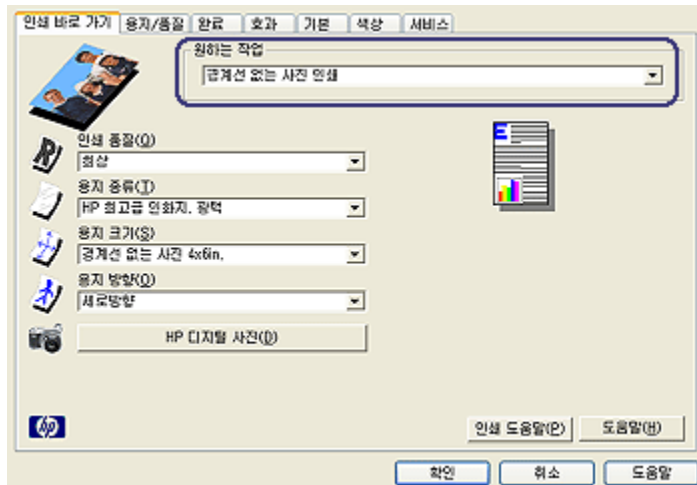 인쇄 바로 가기 용지/품질 완료 효과 기본 색상 서비스
원하는 작업
경계선 없는 사진 인쇄
인쇄 품질(Q)
최상
용지 종류(T)
HP 최고급 인화지, 광택
용지 크기(S)
경계선 없는 사진 4x6in.
용지 방향(O)
세로방향
HP 디지털 사진(D)
E
hp
인쇄 도움말(P) 도움말(H)
확인 취소 도움말